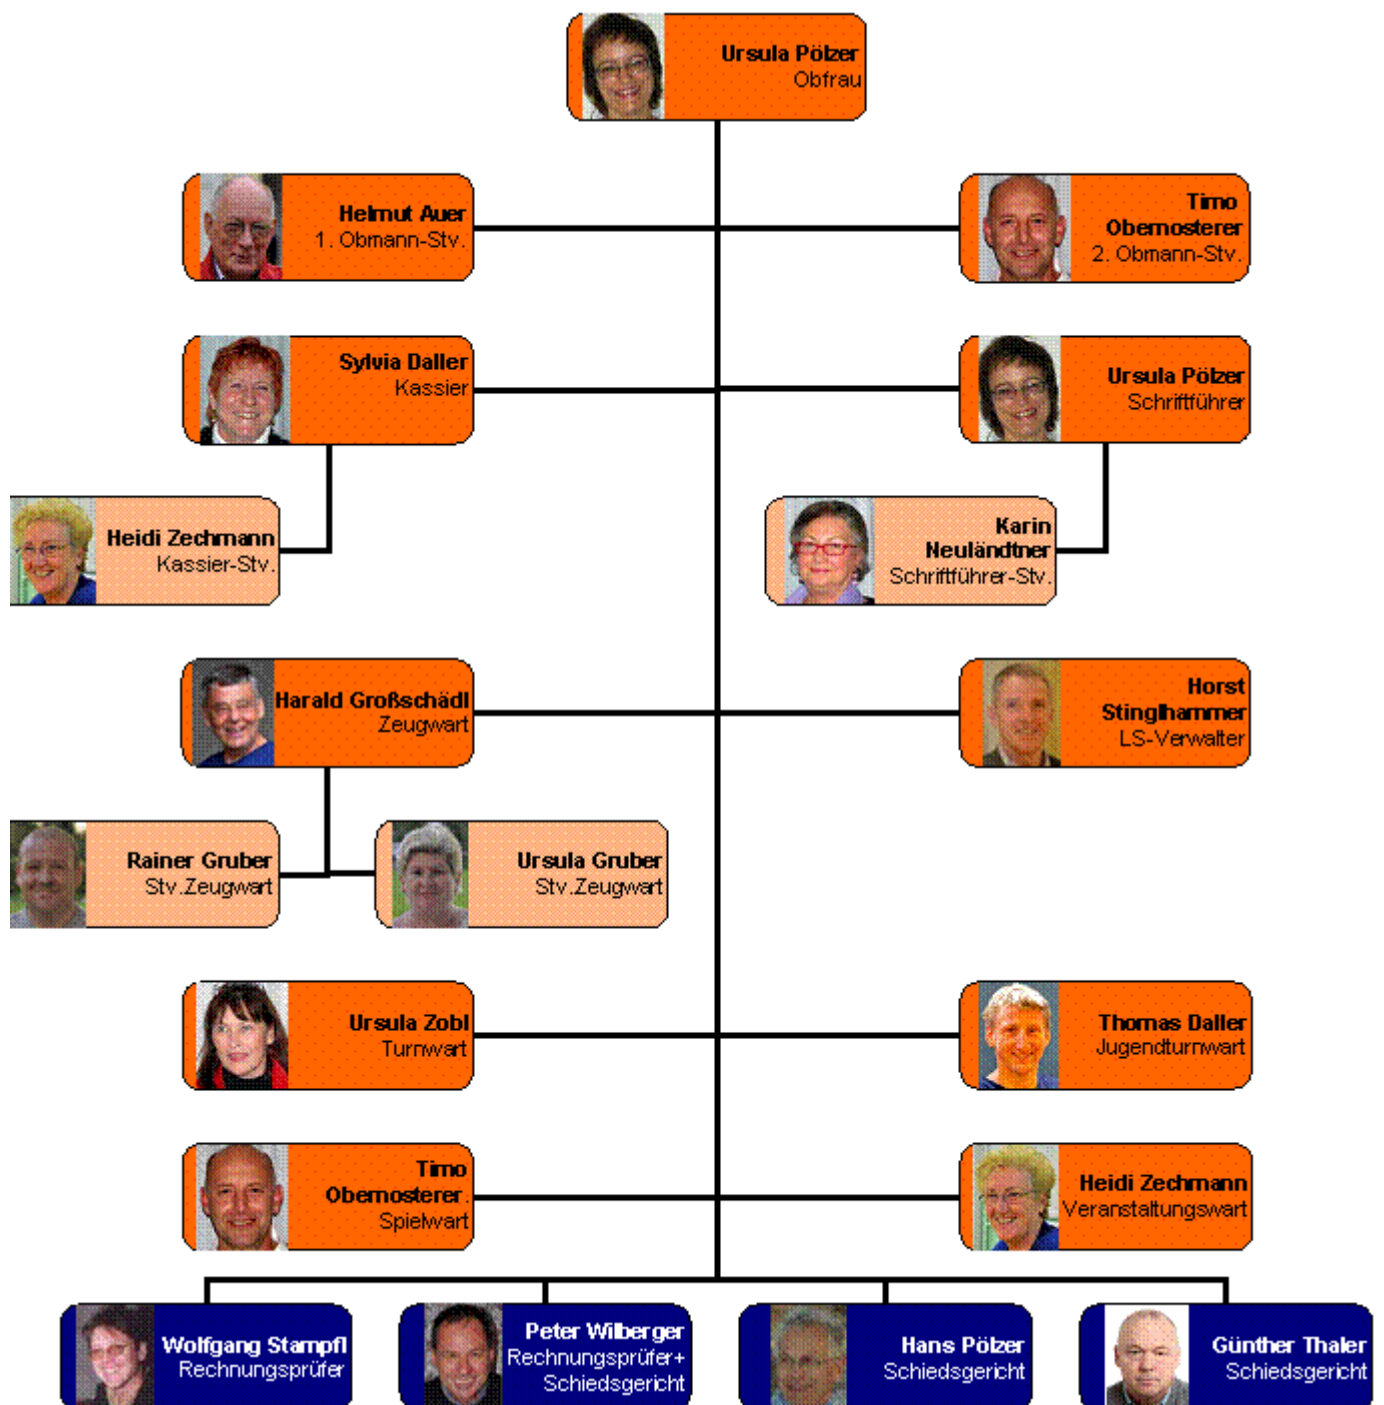 Ursula Pölzer
Obfrau
Helmut Auer
1. Obmann-Stv.
Timo
Obernosterer
2. Obmann-Stv.
Sylvia Daller
Kassier
Ursula Pölzer
Schriftführer
Heidi Zechmann
Kassier-Stv.
Karin
Neuländtner
Schriftführer-Stv.
Harald Großschädl
Zeugwart
Horst
Stinglhammer
LS-Verwalter
Rainer Gruber
Stv.Zeugwart
Ursula Gruber
Stv.Zeugwart
Ursula Zobl
Turnwart
Thomas Daller
Jugendturnwart
Timo
Obernosterer.
Spielwart
Heidi Zechmann
Veranstaltungswart
Wolfgang Stampfl
Rechnungsprüfer
Peter Wilberger
Rechnungsprüfer+
Schiedsgericht
Hans Pölzer
Schiedsgericht
Günther Thaler
Schiedsgericht